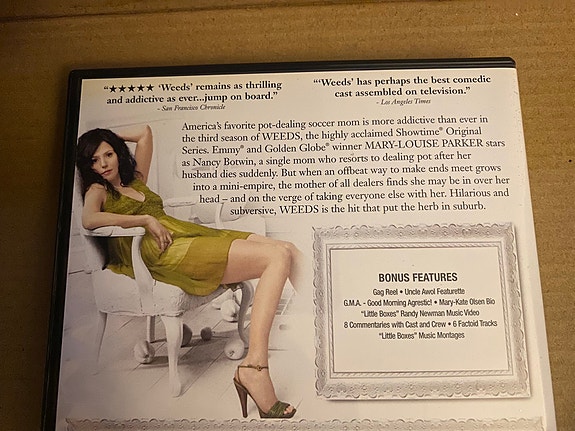 "★★★★★ 'Weeds' remains as thrilling
and addictive as ever...jump on board."
- San Francisco Chronicle
"'Weeds' has perhaps the best comedic
cast assembled on television."
- Los Angeles Times
America's favorite pot-dealing soccer mom is more addictive than ever in
the third season of WEEDS, the highly acclaimed Showtime® Original
Series. Emmy® and Golden Globe® winner MARY-LOUISE PARKER stars
as Nancy Botwin, a single mom who resorts to dealing pot after her
husband dies suddenly. But when an offbeat way to make ends meet grows
into a mini-empire, the mother of all dealers finds she may be in over her
head – and on the verge of taking everyone else with her. Hilarious and
subversive, WEEDS is the hit that put the herb in suburb.
BONUS FEATURES
Gag Reel • Uncle Awol Featurette
G.M.A. - Good Morning Agrestic! • Mary-Kate Olsen Bio
"Little Boxes" Randy Newman Music Video
8 Commentaries with Cast and Crew • 6 Factoid Tracks
"Little Boxes" Music Montages